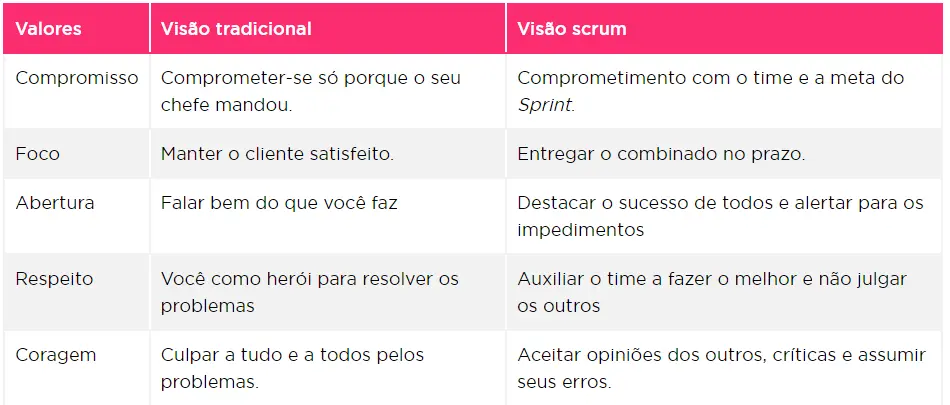 Valores Visão tradicional Visão scrum
Compromisso Comprometer-se só porque o seu chefe mandou. Comprometimento com o time e a meta do Sprint.
Foco Manter o cliente satisfeito. Entregar o combinado no prazo.
Abertura Falar bem do que você faz Destacar o sucesso de todos e alertar para os impedimentos
Respeito Você como herói para resolver os problemas Auxiliar o time a fazer o melhor e não julgar os outros
Coragem Culpar a tudo e a todos pelos problemas. Aceitar opiniões dos outros, críticas e assumir seus erros.